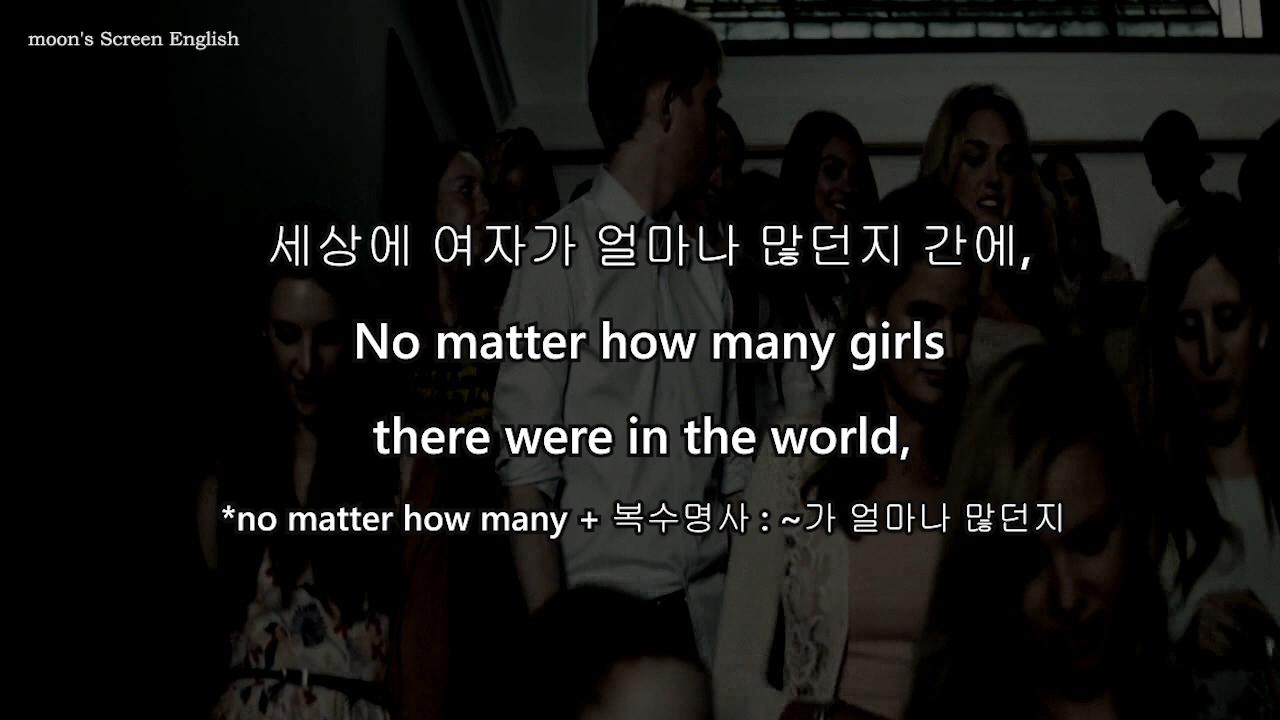 moon's Screen English
세상에 여자가 얼마나 많던지 간에,
No matter how many girls
there were in the world,
*no matter how many + 복수명사 : ~가 얼마나 많던지